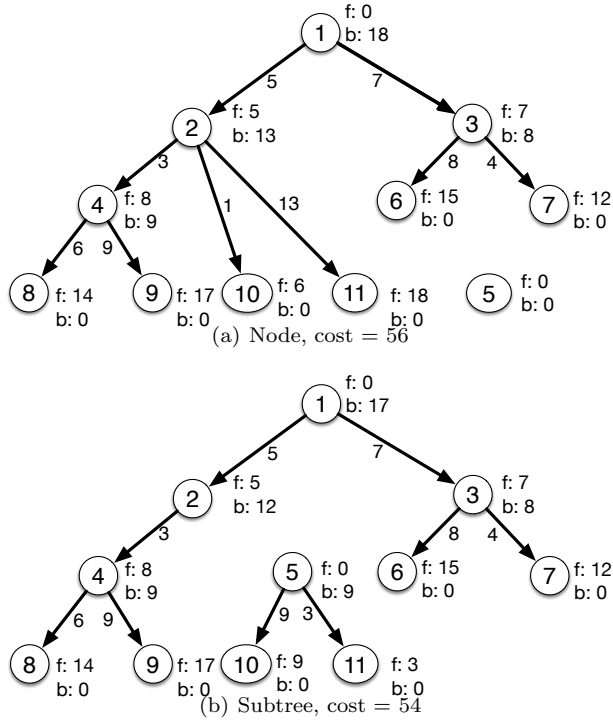 1 f: 0
b: 18
5 7
2 f: 5
b: 13
3 f: 7
b: 8
3 1 13 8 4
4 f: 8
b: 9
6 f: 15
b: 0
7 f: 12
b: 0
6 9
8 f: 14
b: 0
9 f: 17
b: 0
10 f: 6
b: 0
11 f: 18
b: 0
5 f: 0
b: 0
(a) Node, cost = 56
1 f: 0
b: 17
5 7
2 f: 5
b: 12
3 f: 7
b: 8
3 8 4
4 f: 8
b: 9
5 f: 0
b: 9
6 f: 15
b: 0
7 f: 12
b: 0
6 9 9 3
8 f: 14
b: 0
9 f: 17
b: 0
10 f: 9
b: 0
11 f: 3
b: 0
(b) Subtree, cost = 54